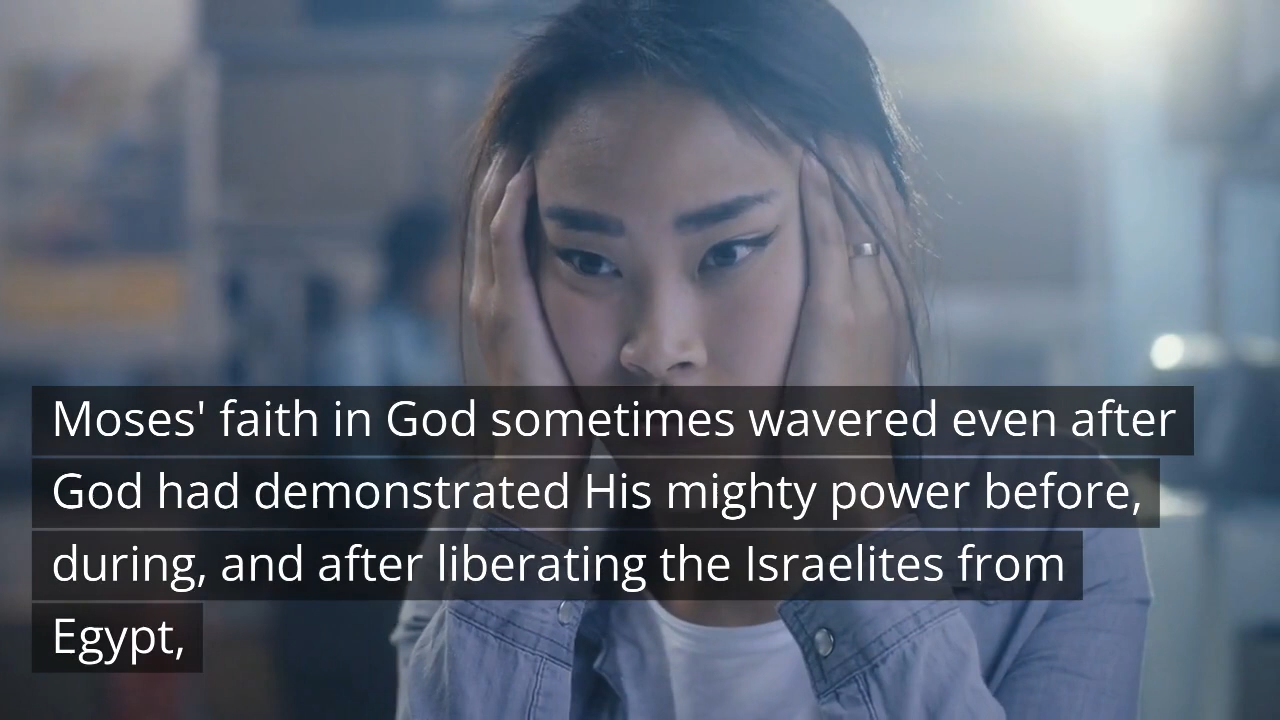 Moses' faith in God sometimes wavered even after
God had demonstrated His mighty power before,
during, and after liberating the Israelites from
Egypt,